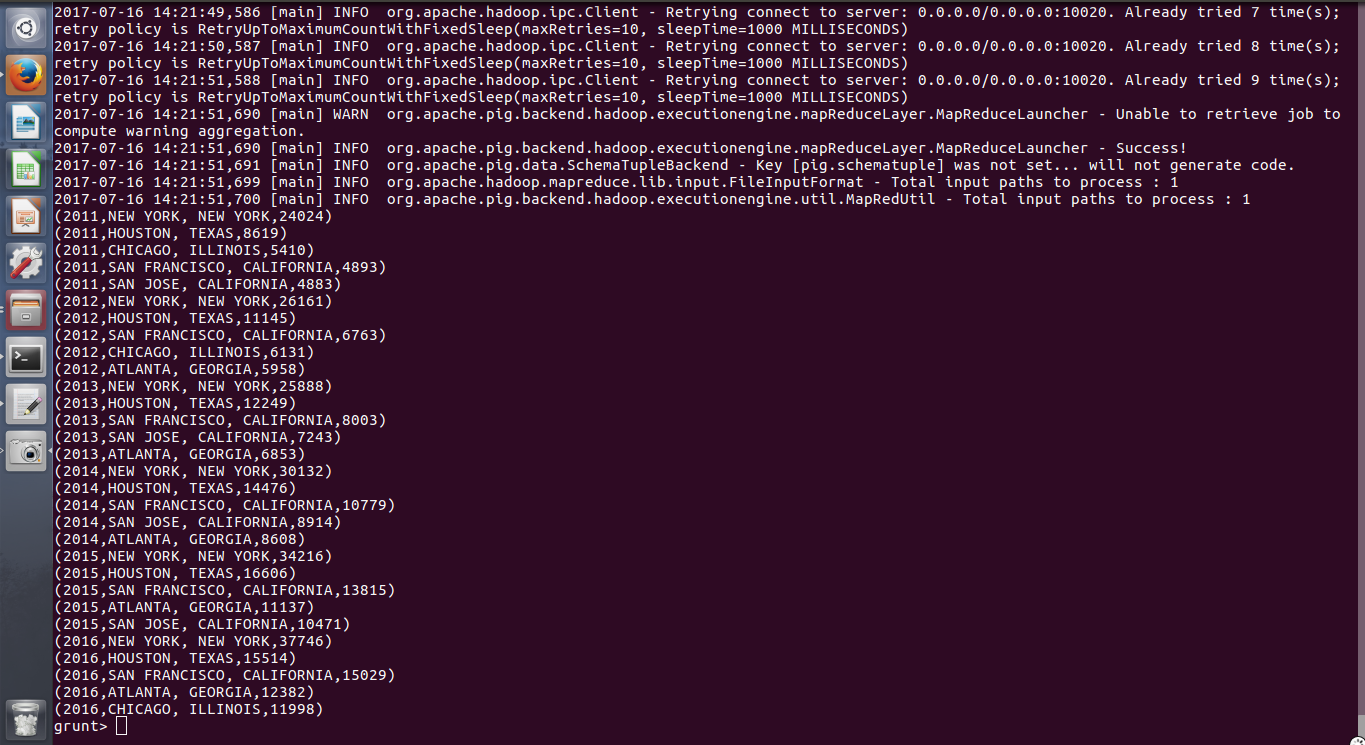 2017-07-16 14:21:49,586 [main] INFO  org.apache.hadoop.ipc.Client - Retrying connect to server: 0.0.0.0/0.0.0.0:10020. Already tried 7 time(s);
retry policy is RetryUpToMaximumCountWithFixedSleep(maxRetries=10, sleepTime=1000 MILLISECONDS)
2017-07-16 14:21:50,587 [main] INFO  org.apache.hadoop.ipc.Client - Retrying connect to server: 0.0.0.0/0.0.0.0:10020. Already tried 8 time(s);
retry policy is RetryUpToMaximumCountWithFixedSleep(maxRetries=10, sleepTime=1000 MILLISECONDS)
2017-07-16 14:21:51,588 [main] INFO  org.apache.hadoop.ipc.Client - Retrying connect to server: 0.0.0.0/0.0.0.0:10020. Already tried 9 time(s);
retry policy is RetryUpToMaximumCountWithFixedSleep(maxRetries=10, sleepTime=1000 MILLISECONDS)
2017-07-16 14:21:51,690 [main] WARN  org.apache.pig.backend.hadoop.executionengine.mapReduceLayer.MapReduceLauncher - Unable to retrieve job to
compute warning aggregation.
2017-07-16 14:21:51,690 [main] INFO  org.apache.pig.backend.hadoop.executionengine.mapReduceLayer.MapReduceLauncher - Success!
2017-07-16 14:21:51,691 [main] INFO  org.apache.pig.data.SchemaTupleBackend - Key [pig.schematuple] was not set... will not generate code.
2017-07-16 14:21:51,699 [main] INFO  org.apache.hadoop.mapreduce.lib.input.FileInputFormat - Total input paths to process : 1
2017-07-16 14:21:51,700 [main] INFO  org.apache.pig.backend.hadoop.executionengine.util.MapRedUtil - Total input paths to process : 1
(2011,NEW YORK, NEW YORK,24024)
(2011,HOUSTON, TEXAS,8619)
(2011,CHICAGO, ILLINOIS,5410)
(2011,SAN FRANCISCO, CALIFORNIA,4893)
(2011,SAN JOSE, CALIFORNIA,4883)
(2012,NEW YORK, NEW YORK,26161)
(2012,HOUSTON, TEXAS,11145)
(2012,SAN FRANCISCO, CALIFORNIA,6763)
(2012,CHICAGO, ILLINOIS,6131)
(2012,ATLANTA, GEORGIA,5958)
(2013,NEW YORK, NEW YORK,25888)
(2013,HOUSTON, TEXAS,12249)
(2013,SAN FRANCISCO, CALIFORNIA,8003)
(2013,SAN JOSE, CALIFORNIA,7243)
(2013,ATLANTA, GEORGIA,6853)
(2014,NEW YORK, NEW YORK,30132)
(2014,HOUSTON, TEXAS,14476)
(2014,SAN FRANCISCO, CALIFORNIA,10779)
(2014,SAN JOSE, CALIFORNIA,8914)
(2014,ATLANTA, GEORGIA,8608)
(2015,NEW YORK, NEW YORK,34216)
(2015,HOUSTON, TEXAS,16606)
(2015,SAN FRANCISCO, CALIFORNIA,13815)
(2015,ATLANTA, GEORGIA,11137)
(2015,SAN JOSE, CALIFORNIA,10471)
(2016,NEW YORK, NEW YORK,37746)
(2016,HOUSTON, TEXAS,15514)
(2016,SAN FRANCISCO, CALIFORNIA,15029)
(2016,ATLANTA, GEORGIA,12382)
(2016,CHICAGO, ILLINOIS,11998)
grunt>